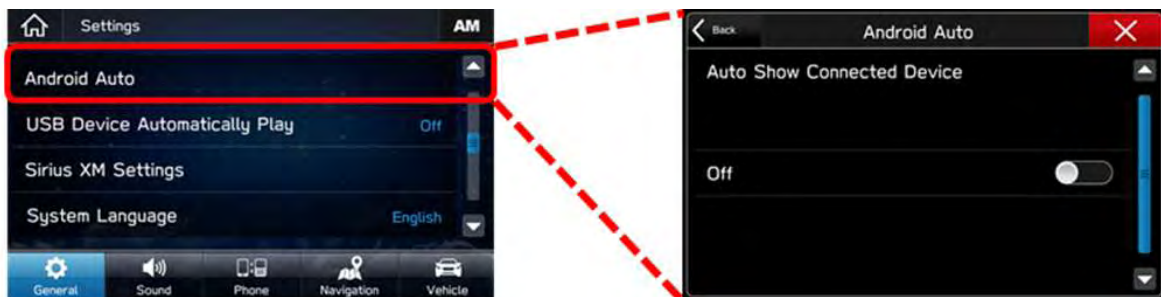 Settings AM
Android Auto
USB Device Automatically Play Off
Sirius XM Settings
System Language English
General Sound Phone Navigation Vehicle
Back Android Auto
Auto Show Connected Device
Off